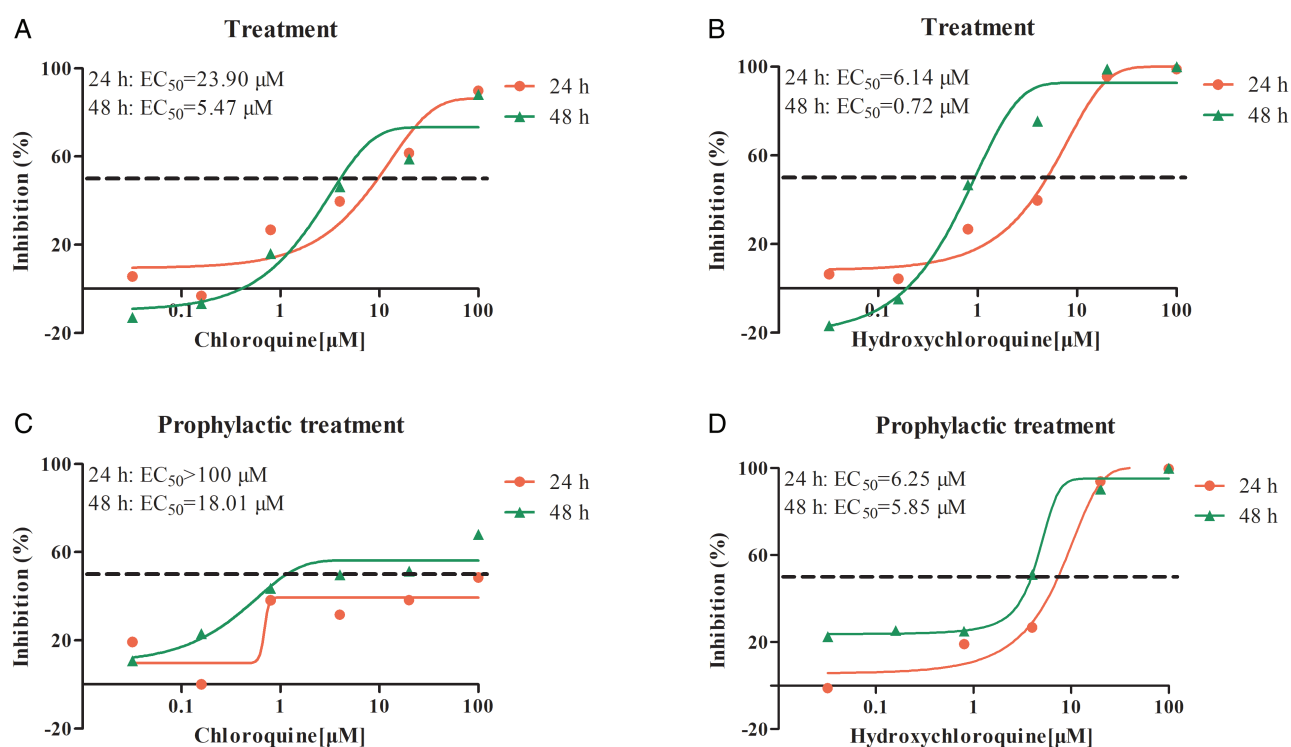 A
Treatment
24 h: EC50=23.90 μM
48 h: EC50=5.47 μM
24 h
48 h
100
60
20
-20
Inhibition (%)
0.1
1
10
100
Chloroquine[μM]
B
Treatment
24 h: EC50=6.14 μM
48 h: EC50=0.72 μM
24 h
48 h
100
60
20
-20
Inhibition (%)
0.1
1
10
100
Hydroxychloroquine[μM]
C
Prophylactic treatment
24 h: EC50>100 μM
48 h: EC50=18.01 μM
24 h
48 h
100
60
20
-20
Inhibition (%)
0.1
1
10
100
Chloroquine[μM]
D
Prophylactic treatment
24 h: EC50=6.25 μM
48 h: EC50=5.85 μM
24 h
48 h
100
60
20
-20
Inhibition (%)
0.1
1
10
100
Hydroxychloroquine[μM]